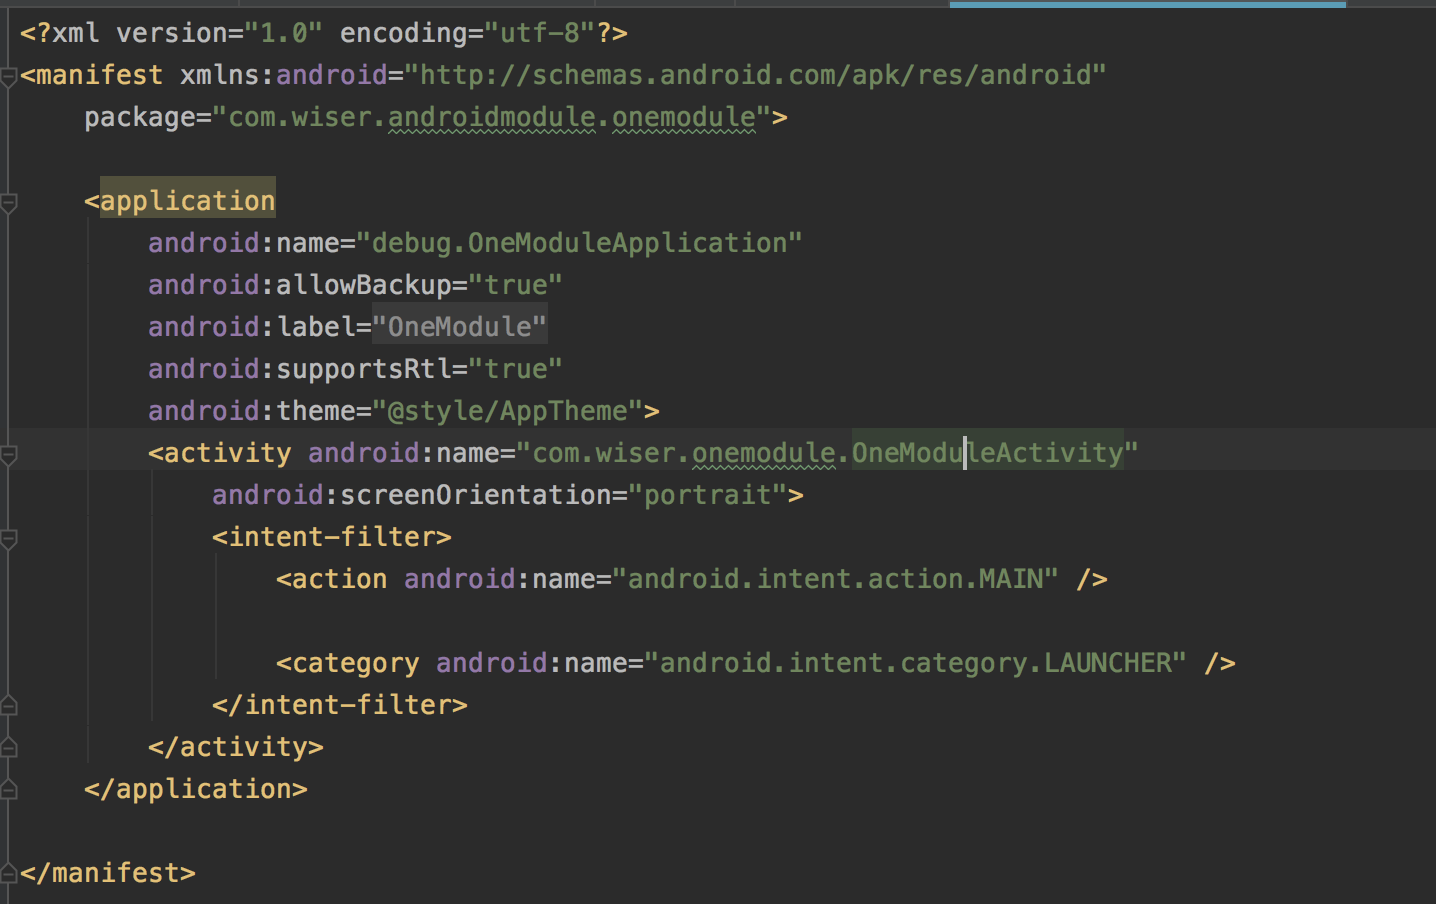 <?xml version="1.0" encoding="utf-8"?>
<manifest xmlns:android="http://schemas.android.com/apk/res/android"
    package="com.wiser.androidmodule.onemodule">

    <application
        android:name="debug.OneModuleApplication"
        android:allowBackup="true"
        android:label="OneModule"
        android:supportsRtl="true"
        android:theme="@style/AppTheme">
        <activity android:name="com.wiser.onemodule.OneModuleActivity"
            android:screenOrientation="portrait">
            <intent-filter>
                <action android:name="android.intent.action.MAIN" />

                <category android:name="android.intent.category.LAUNCHER" />
            </intent-filter>
        </activity>
    </application>

</manifest>